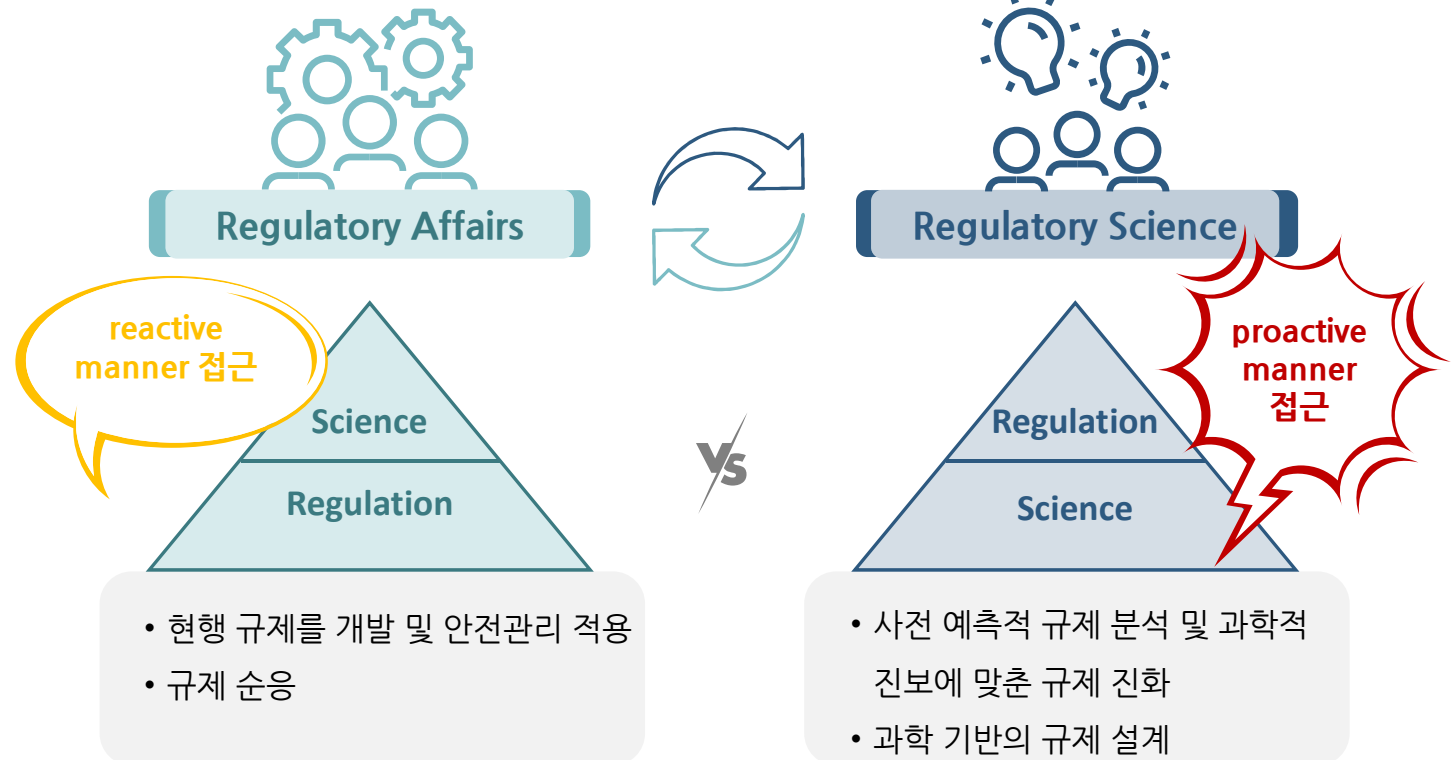 Regulatory Affairs
reactive
manner 접근
Science
Regulation
• 현행 규제를 개발 및 안전관리 적용
• 규제 순응
VS
Regulatory Science
proactive
manner
접근
Regulation
Science
• 사전 예측적 규제 분석 및 과학적
진보에 맞춘 규제 진화
• 과학 기반의 규제 설계